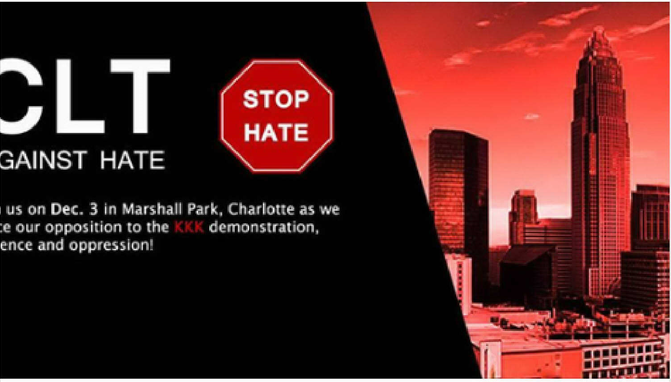 CLT
GAINST HATE
STOP
HATE
us on Dec. 3 in Marshall Park, Charlotte as we
ce our opposition to the KKK demonstration,
ence and oppression!